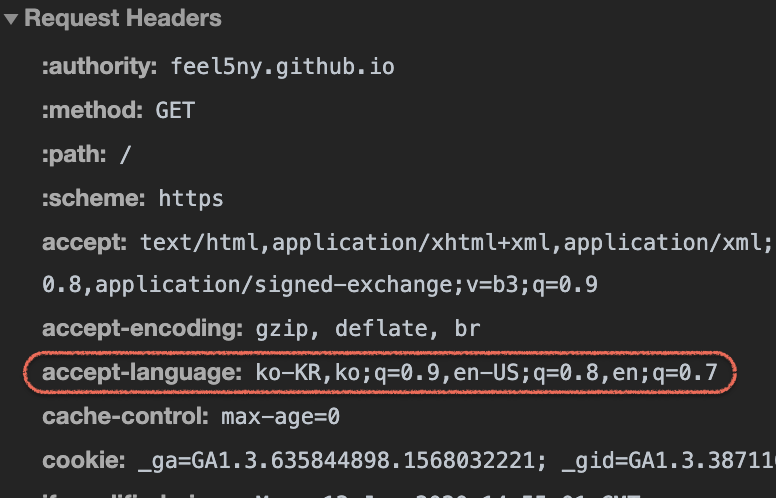 Request Headers
:authority: feel5ny.github.io
:method: GET
:path: /
:scheme: https
accept: text/html,application/xhtml+xml,application/xml;
0.8,application/signed-exchange;v=b3;q=0.9
accept-encoding: gzip, deflate, br
accept-language: ko-KR,ko;q=0.9,en-US;q=0.8,en;q=0.7
cache-control: max-age=0
cookie: _ga=GA1.3.635844898.1568032221; _gid=GA1.3.38711